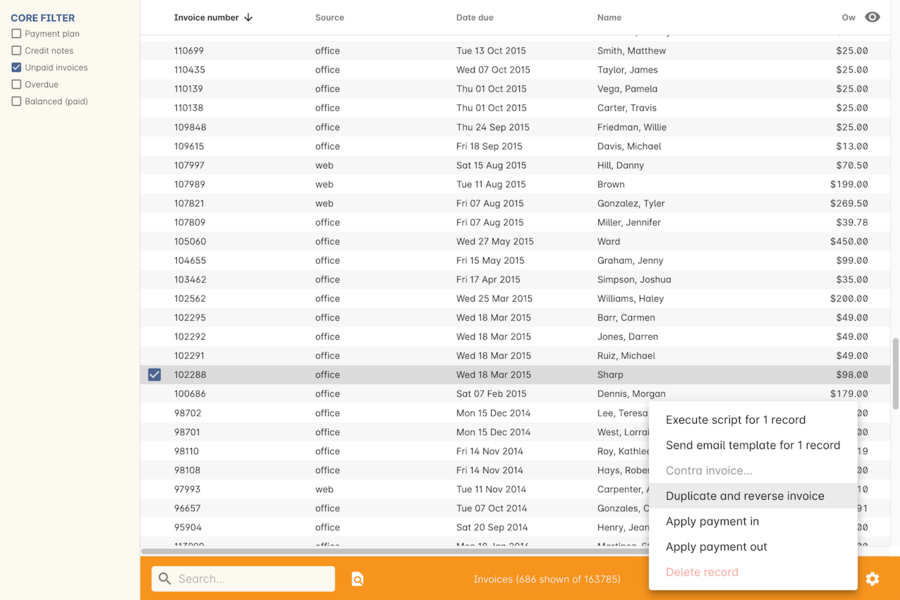 CORE FILTER
Payment plan
Credit notes
Unpaid invoices
Overdue
Balanced (paid)
Invoice number Source Date due Name Ow
110699 office Tue 13 Oct 2015 Smith, Matthew $25.00
110435 office Wed 07 Oct 2015 Taylor, James $25.00
110139 office Thu 01 Oct 2015 Vega, Pamela $25.00
110138 office Thu 01 Oct 2015 Carter, Travis $25.00
109848 office Thu 24 Sep 2015 Friedman, Willie $25.00
109615 office Fri 18 Sep 2015 Davis, Michael $13.00
107997 web Sat 15 Aug 2015 Hill, Danny $70.50
107989 web Tue 11 Aug 2015 Brown $199.00
107821 web Fri 07 Aug 2015 Gonzalez, Tyler $269.50
107809 office Fri 07 Aug 2015 Miller, Jennifer $39.78
105060 office Wed 27 May 2015 Ward $450.00
104655 office Fri 15 May 2015 Graham, Jenny $99.00
103462 office Fri 17 Apr 2015 Simpson, Joshua $35.00
102562 office Wed 25 Mar 2015 Williams, Haley $200.00
102295 office Wed 18 Mar 2015 Barr, Carmen $49.00
102292 office Wed 18 Mar 2015 Jones, Darren $49.00
102291 office Wed 18 Mar 2015 Ruiz, Michael $49.00
102288 office Wed 18 Mar 2015 Sharp $98.00
100686 office Sat 07 Feb 2015 Dennis, Morgan $179.00
98702 office Mon 15 Dec 2014 Lee, Teresa
98701 office Mon 15 Dec 2014 West, Lorrai
98110 office Fri 14 Nov 2014 Roy, Kathle
98108 office Fri 14 Nov 2014 Hays, Rober
97993 web Tue 11 Nov 2014 Carpenter,
96657 office Tue 07 Oct 2014 Gonzales,
95904 office Sat 20 Sep 2014 Henry, Jean
Execute script for 1 record
Send email template for 1 record
Contra invoice...
Duplicate and reverse invoice
Apply payment in
Apply payment out
Delete record
Search...
Invoices (686 shown of 163785)